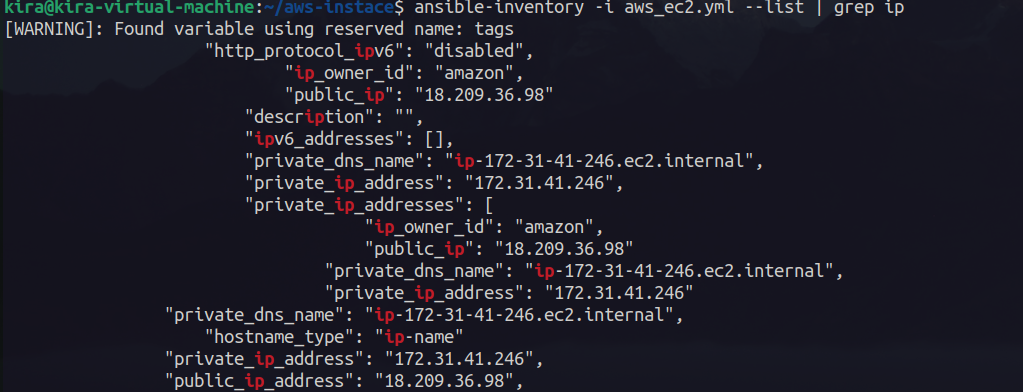 kira@kira-virtual-machine:~/aws-instace$ ansible-inventory -i aws_ec2.yml --list | grep ip
[WARNING]: Found variable using reserved name: tags
"http_protocol_ipv6": "disabled",
"ip_owner_id": "amazon",
"public_ip": "18.209.36.98"
"description": "",
"ipv6_addresses": [],
"private_dns_name": "ip-172-31-41-246.ec2.internal",
"private_ip_address": "172.31.41.246",
"private_ip_addresses": [
"ip_owner_id": "amazon",
"public_ip": "18.209.36.98"
"private_dns_name": "ip-172-31-41-246.ec2.internal",
"private_ip_address": "172.31.41.246"
"private_dns_name": "ip-172-31-41-246.ec2.internal",
"hostname_type": "ip-name"
"private_ip_address": "172.31.41.246",
"public_ip_address": "18.209.36.98",